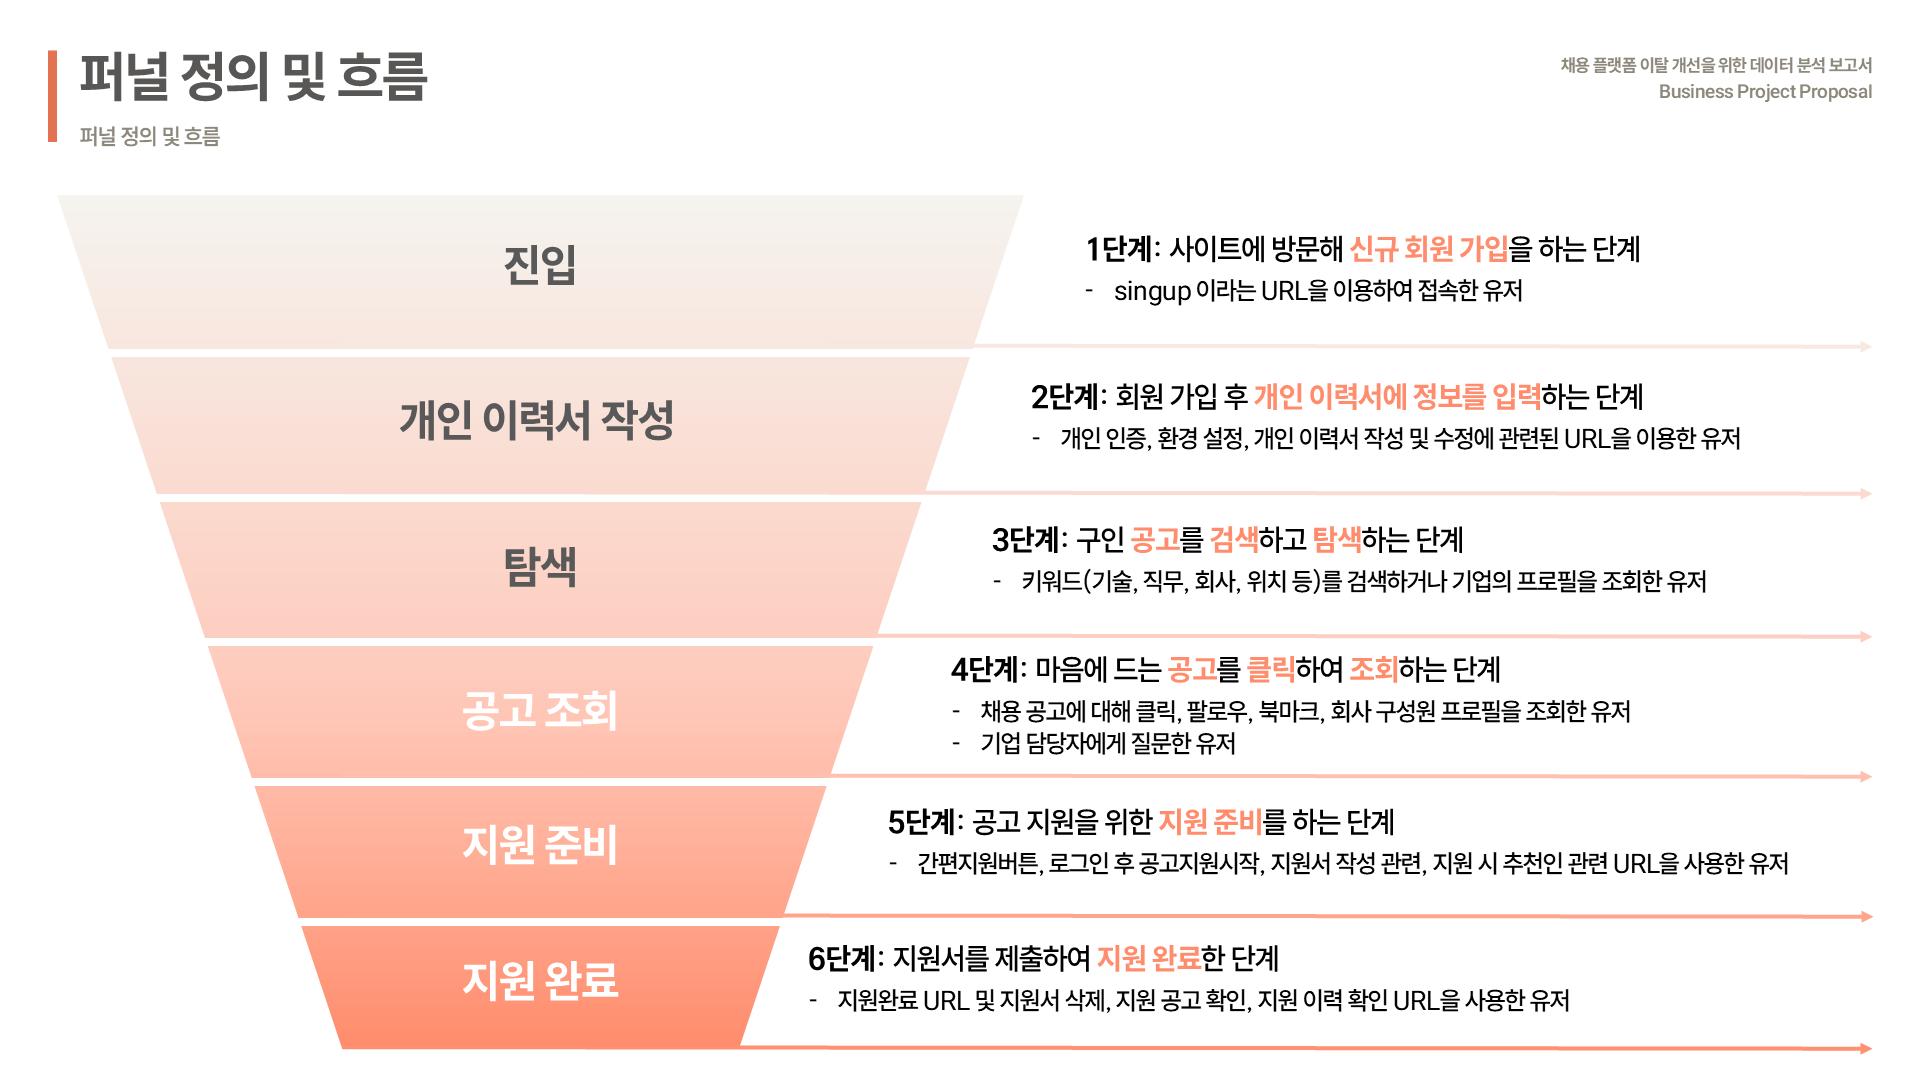 퍼널 정의 및 흐름
퍼널 정의 및 흐름
채용 플랫폼 이탈 개선을 위한 데이터 분석 보고서
Business Project Proposal
진입
1단계: 사이트에 방문해 신규 회원 가입을 하는 단계
- singup 이라는 URL을 이용하여 접속한 유저
개인 이력서 작성
2단계: 회원 가입 후 개인 이력서에 정보를 입력하는 단계
- 개인 인증, 환경 설정, 개인 이력서 작성 및 수정에 관련된 URL을 이용한 유저
탐색
3단계: 구인 공고를 검색하고 탐색하는 단계
- 키워드(기술, 직무, 회사, 위치 등)를 검색하거나 기업의 프로필을 조회한 유저
공고 조회
4단계: 마음에 드는 공고를 클릭하여 조회하는 단계
- 채용 공고에 대해 클릭, 팔로우, 북마크, 회사 구성원 프로필을 조회한 유저
- 기업 담당자에게 질문한 유저
지원 준비
5단계: 공고 지원을 위한 지원 준비를 하는 단계
- 간편지원버튼, 로그인 후 공고지원시작, 지원서 작성 관련, 지원 시 추천인 관련 URL을 사용한 유저
지원 완료
6단계: 지원서를 제출하여 지원 완료한 단계
- 지원완료 URL 및 지원서 삭제, 지원 공고 확인, 지원 이력 확인 URL을 사용한 유저